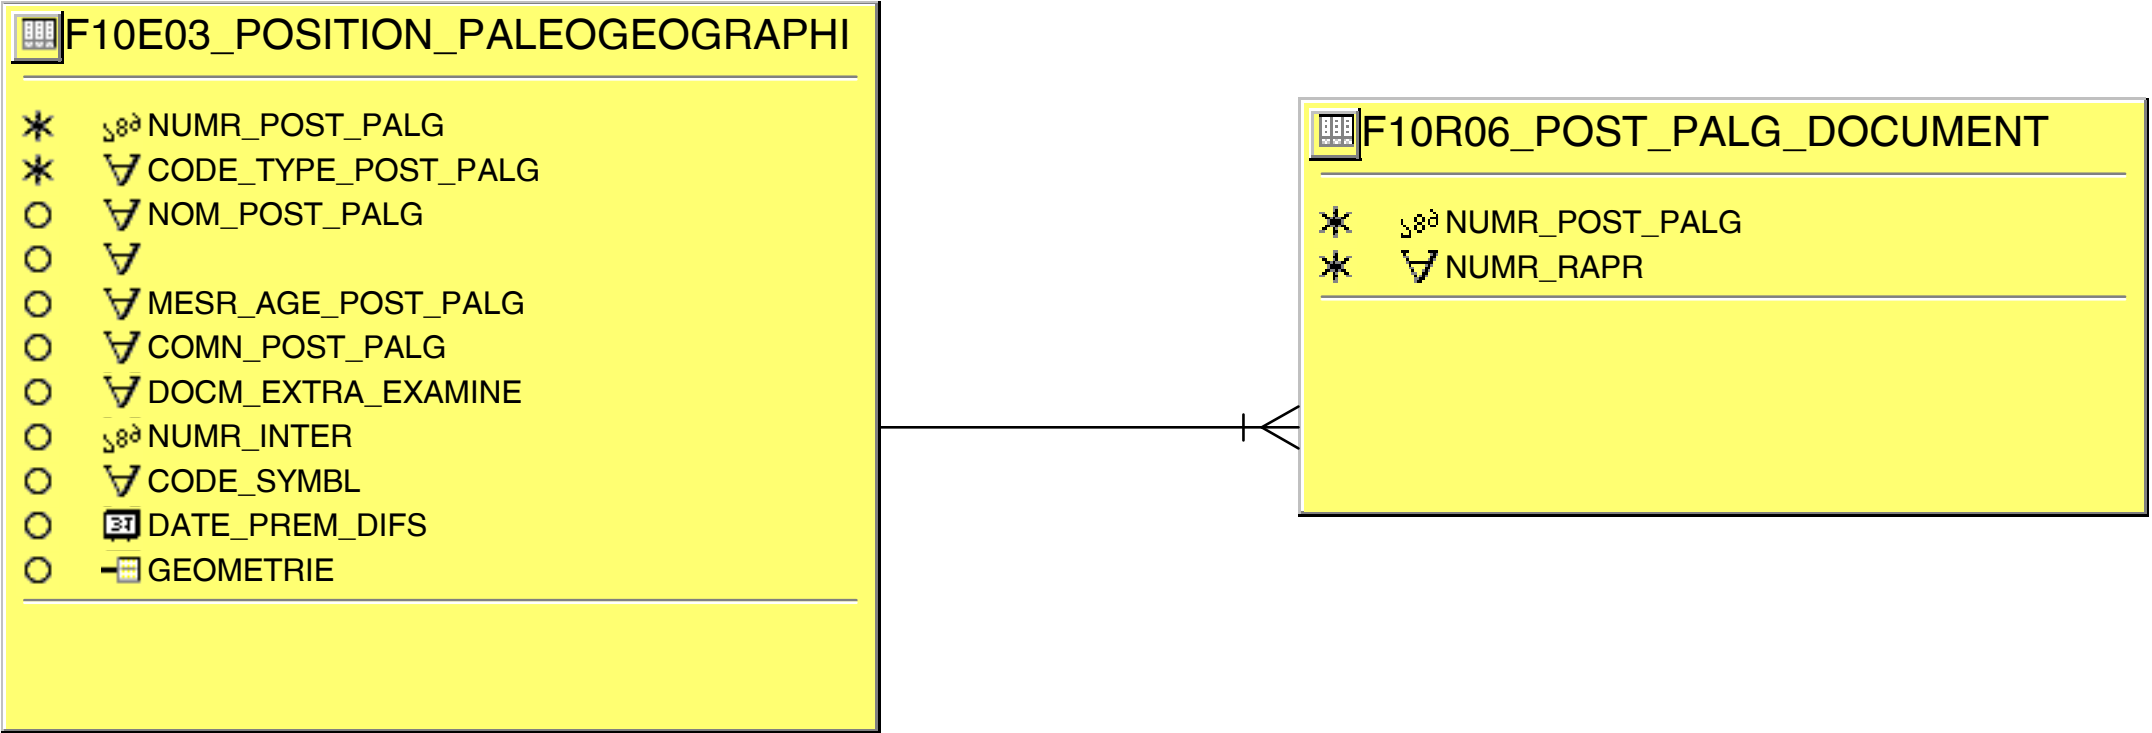 F10E03_POSITION_PALEOGEOGRAPHI
NUMR_POST_PALG
CODE_TYPE_POST_PALG
NOM_POST_PALG
MESR_AGE_POST_PALG
COMN_POST_PALG
DOCM_EXTRA_EXAMINE
NUMR_INTER
CODE_SYMBL
DATE_PREM_DIFS
GEOMETRIE
F10R06_POST_PALG_DOCUMENT
NUMR_POST_PALG
NUMR_RAPR